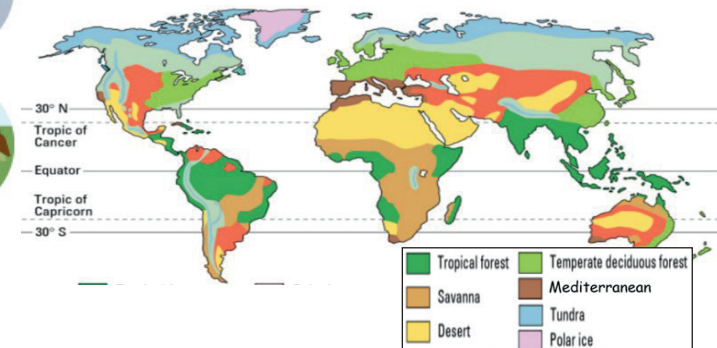 30° N
Tropic of
Cancer
Equator
Tropic of
Capricorn
30° S
Tropical forest
Savanna
Desert
Temperate deciduous forest
Mediterranean
Tundra
Polar ice